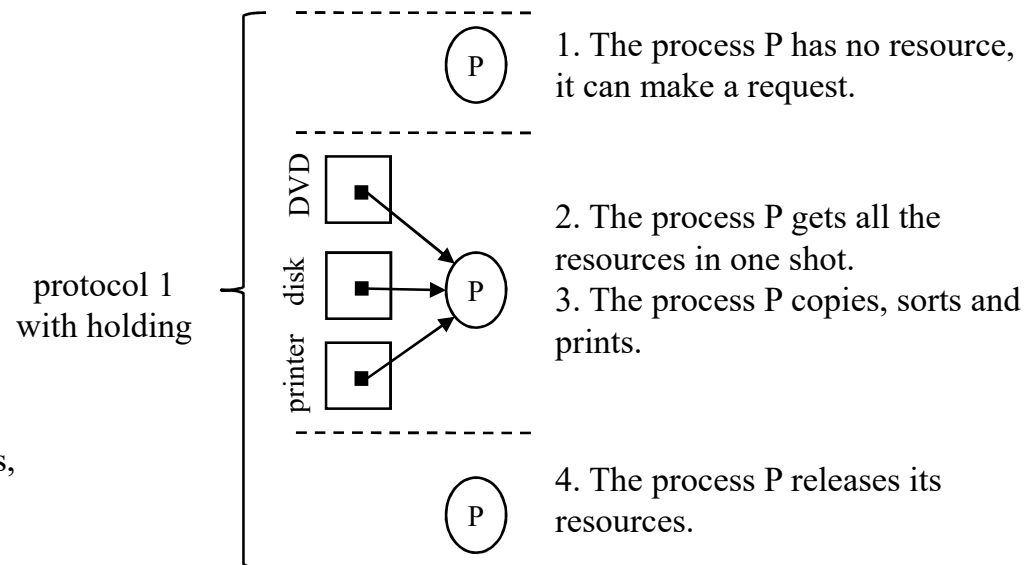 P
1. The process P has no resource,
it can make a request.
DVD
disk
printer
P
2. The process P gets all the
resources in one shot.
3. The process P copies, sorts and
prints.
protocol 1
with holding
s,
P
4. The process P releases its
resources.